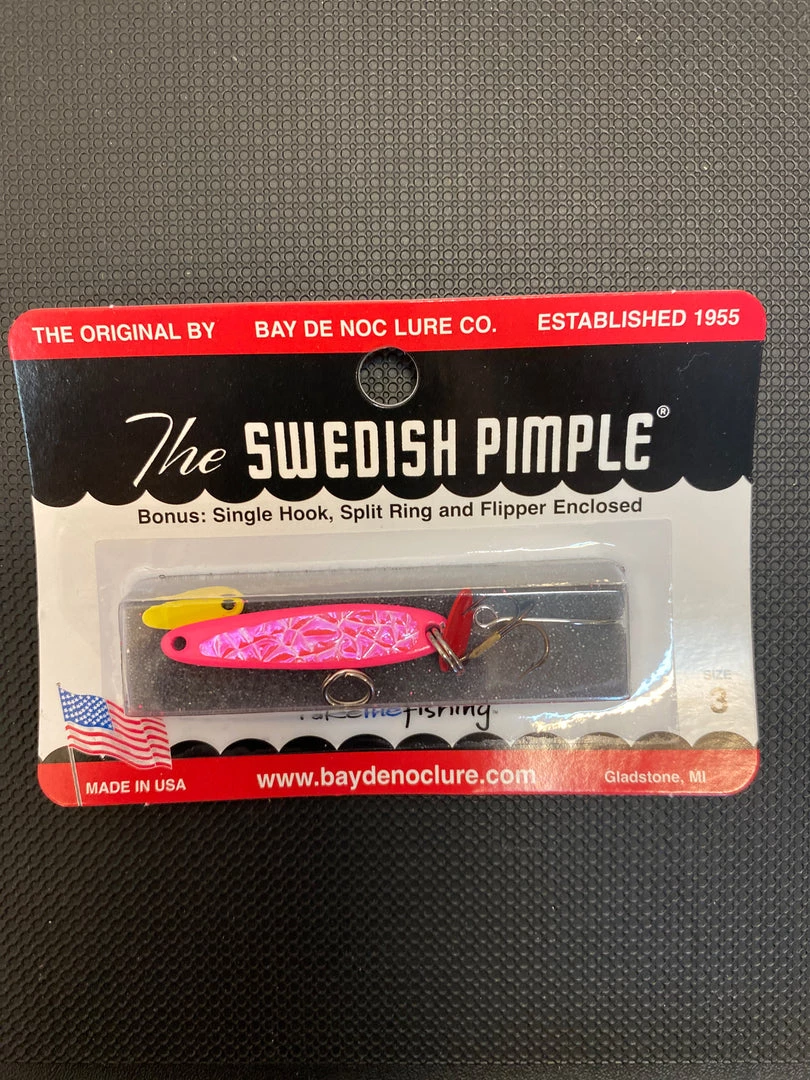 THE ORIGINAL BY BAY DE NOC LURE CO. ESTABLISHED 1955
The SWEDISH PIMPLE®
Bonus: Single Hook, Split Ring and Flipper Enclosed
takemefishing
SIZE
3
MADE IN USA www.baydenoclure.com Gladstone, MI